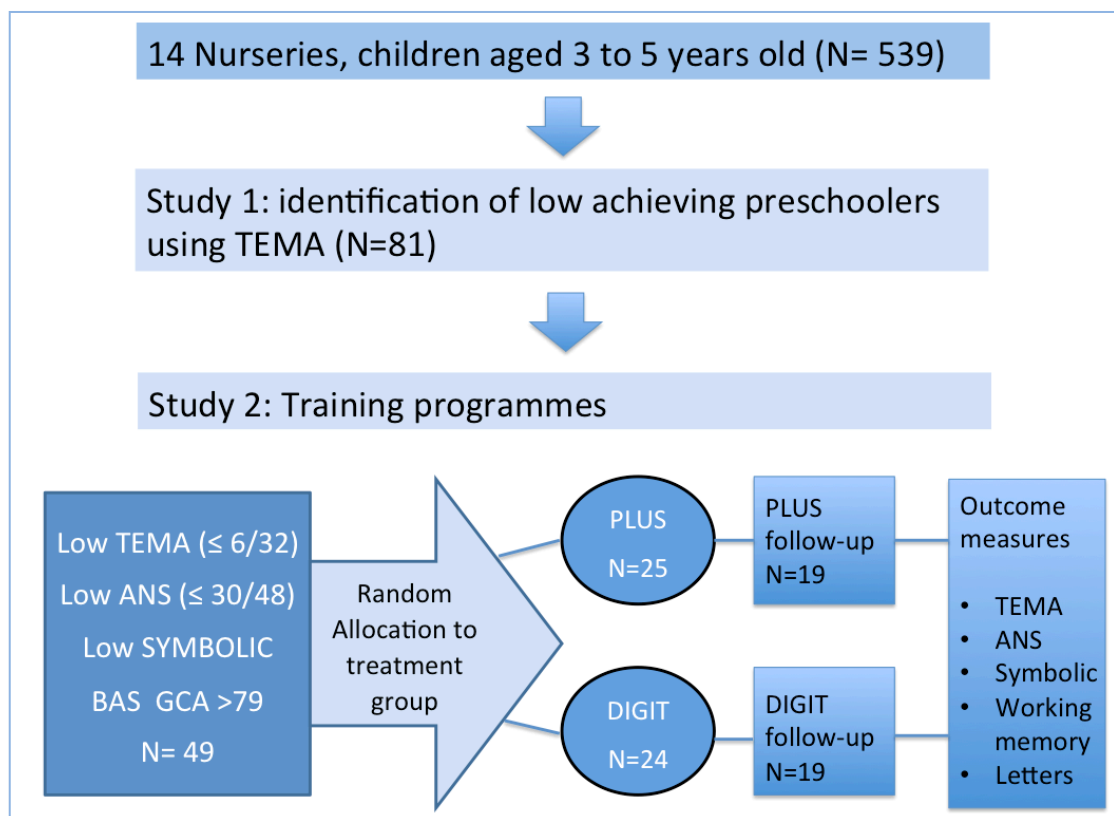 14 Nurseries, children aged 3 to 5 years old (N= 539)
Study 1: identification of low achieving preschoolers
using TEMA (N=81)
Study 2: Training programmes
Low TEMA (≤ 6/32)
Low ANS (≤ 30/48)
Low SYMBOLIC
BAS GCA >79
N= 49
Random
Allocation to
treatment
group
PLUS
N=25
DIGIT
N=24
PLUS
follow-up
N=19
DIGIT
follow-up
N=19
Outcome
measures
• TEMA
• ANS
• Symbolic
• Working
memory
• Letters